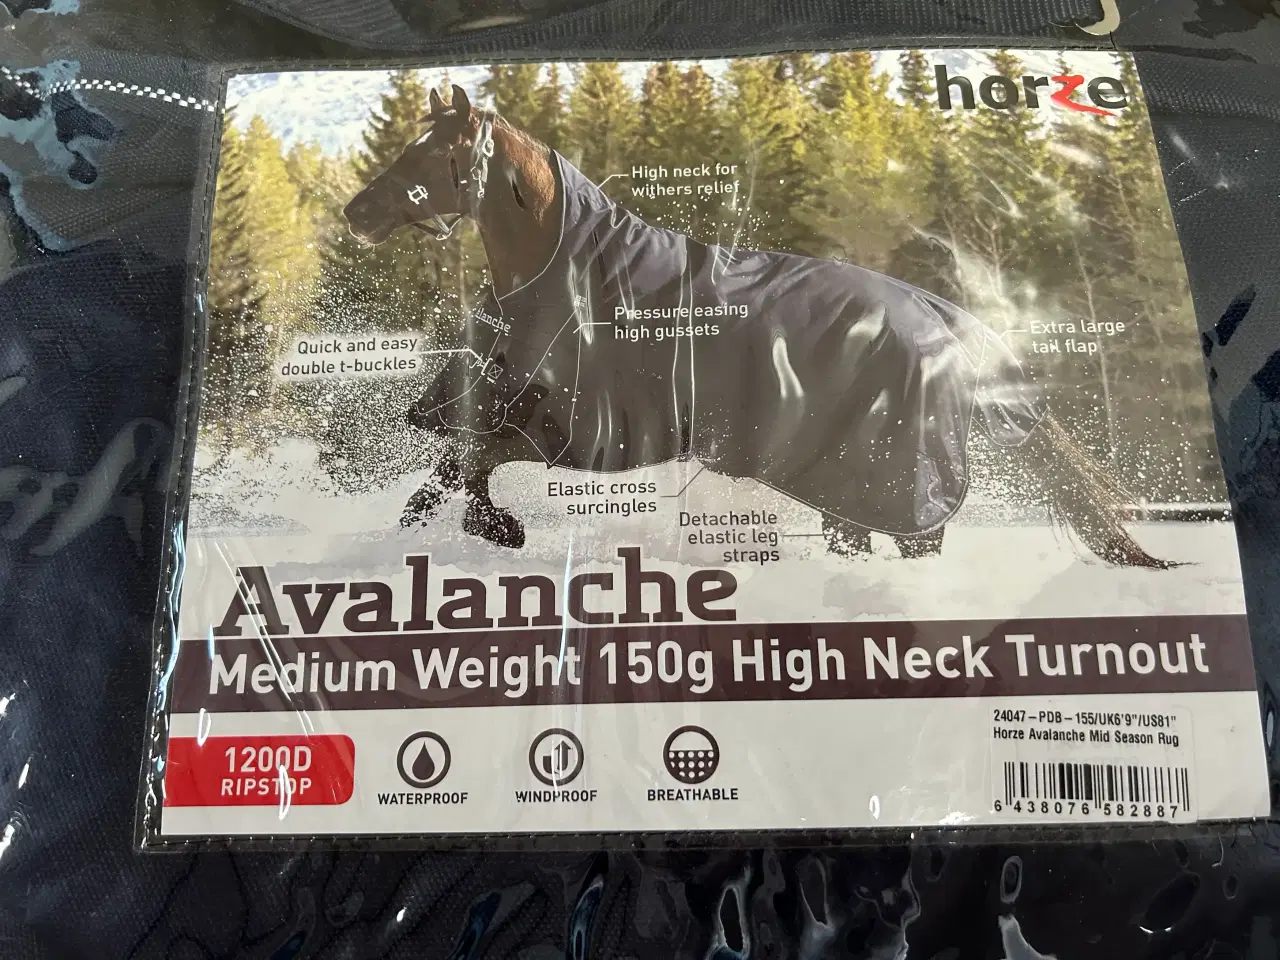 horze
High neck for
withers relief
Pressure easing
high gussets
Extra large
tail flap
Quick and easy
double t-buckles
Elastic cross
surcingles
Detachable
elastic leg
straps
Avalanche
Medium Weight 150g High Neck Turnout
24047-PDB-155/UK6'9"/US81"
Horze Avalanche Mid Season Rug
1200D
RIPSTOP
WATERPROOF
WINDPROOF
BREATHABLE
6 438076 582887